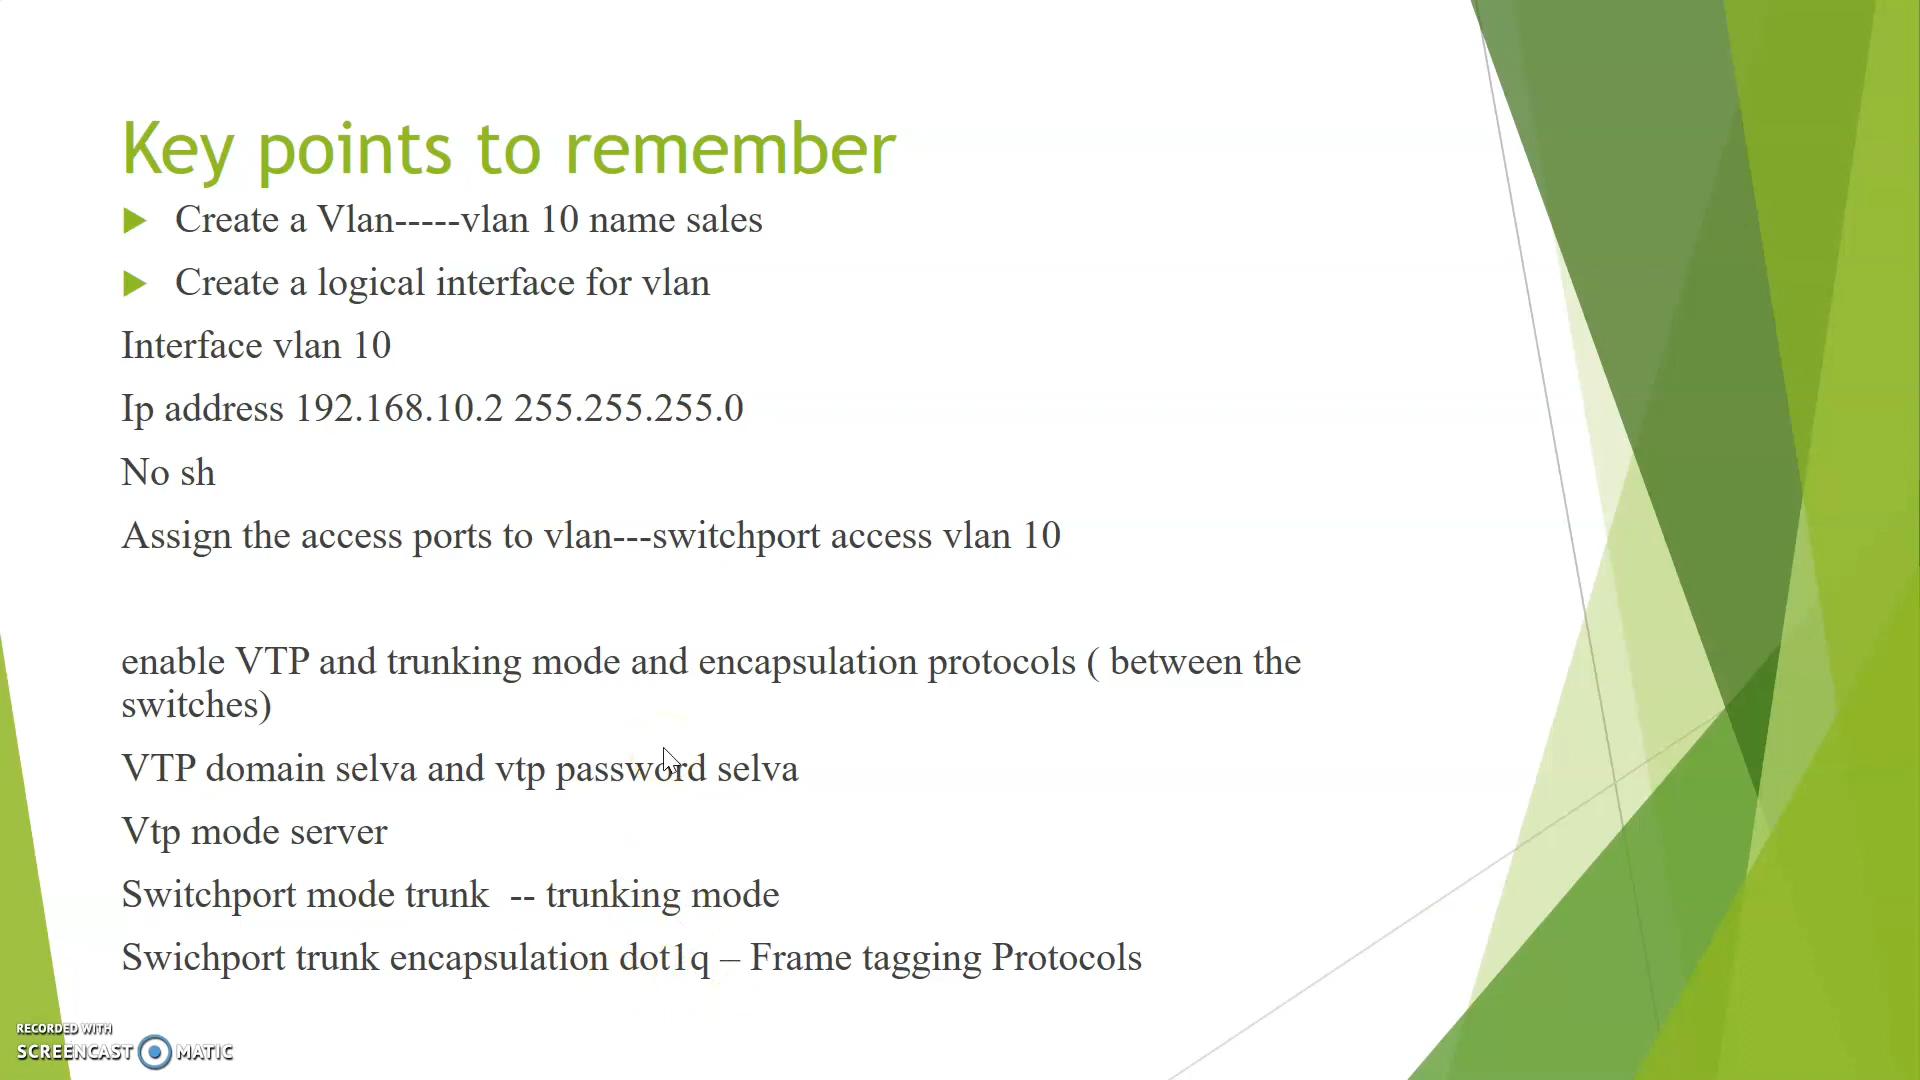 Key points to remember
Create a Vlan-----vlan 10 name sales
Create a logical interface for vlan
Interface vlan 10
Ip address 192.168.10.2 255.255.255.0
No sh
Assign the access ports to vlan---switchport access vlan 10
enable VTP and trunking mode and encapsulation protocols ( between the
switches)
VTP domain selva and vtp password selva
Vtp mode server
Switchport mode trunk  -- trunking mode
Swichport trunk encapsulation dot1q – Frame tagging Protocols
RECORDED WITH
SCREENCAST MATIC